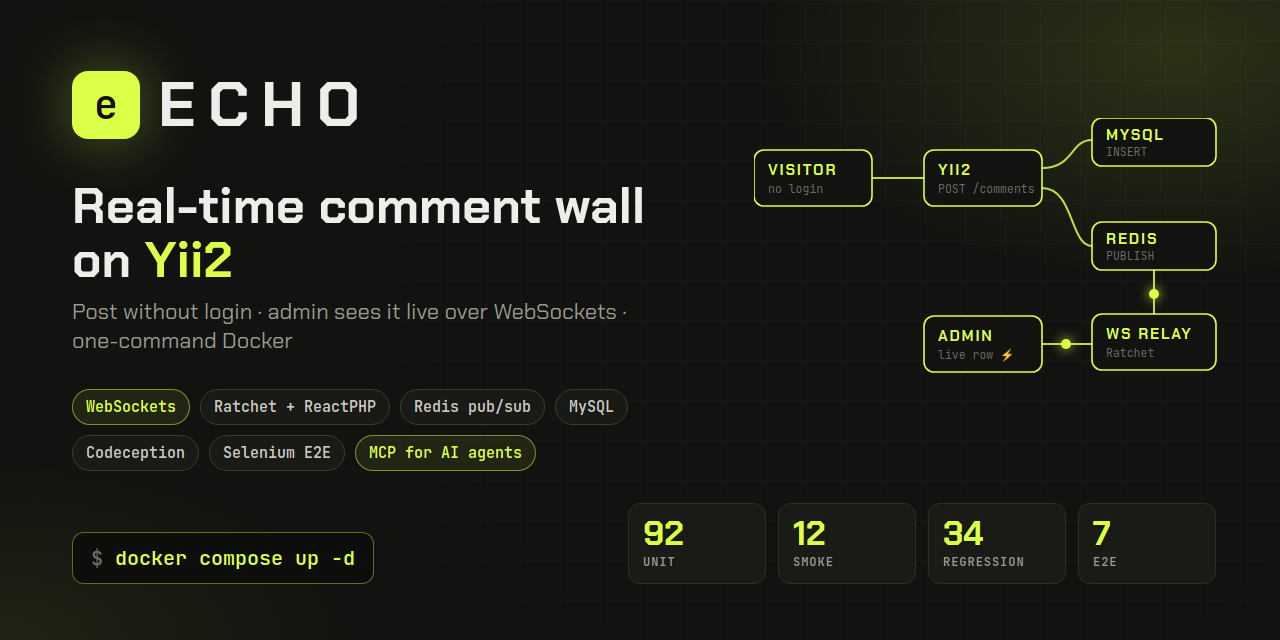 e ECHO
Real-time comment wall
on Yii2
Post without login · admin sees it live over WebSockets ·
one-command Docker
WebSockets
Ratchet + ReactPHP
Redis pub/sub
MySQL
Codeception
Selenium E2E
MCP for AI agents
$ docker compose up -d
VISITOR
no login
YII2
POST /comments
MYSQL
INSERT
REDIS
PUBLISH
WS RELAY
Ratchet
ADMIN
live row ⚡
92
UNIT
12
SMOKE
34
REGRESSION
7
E2E